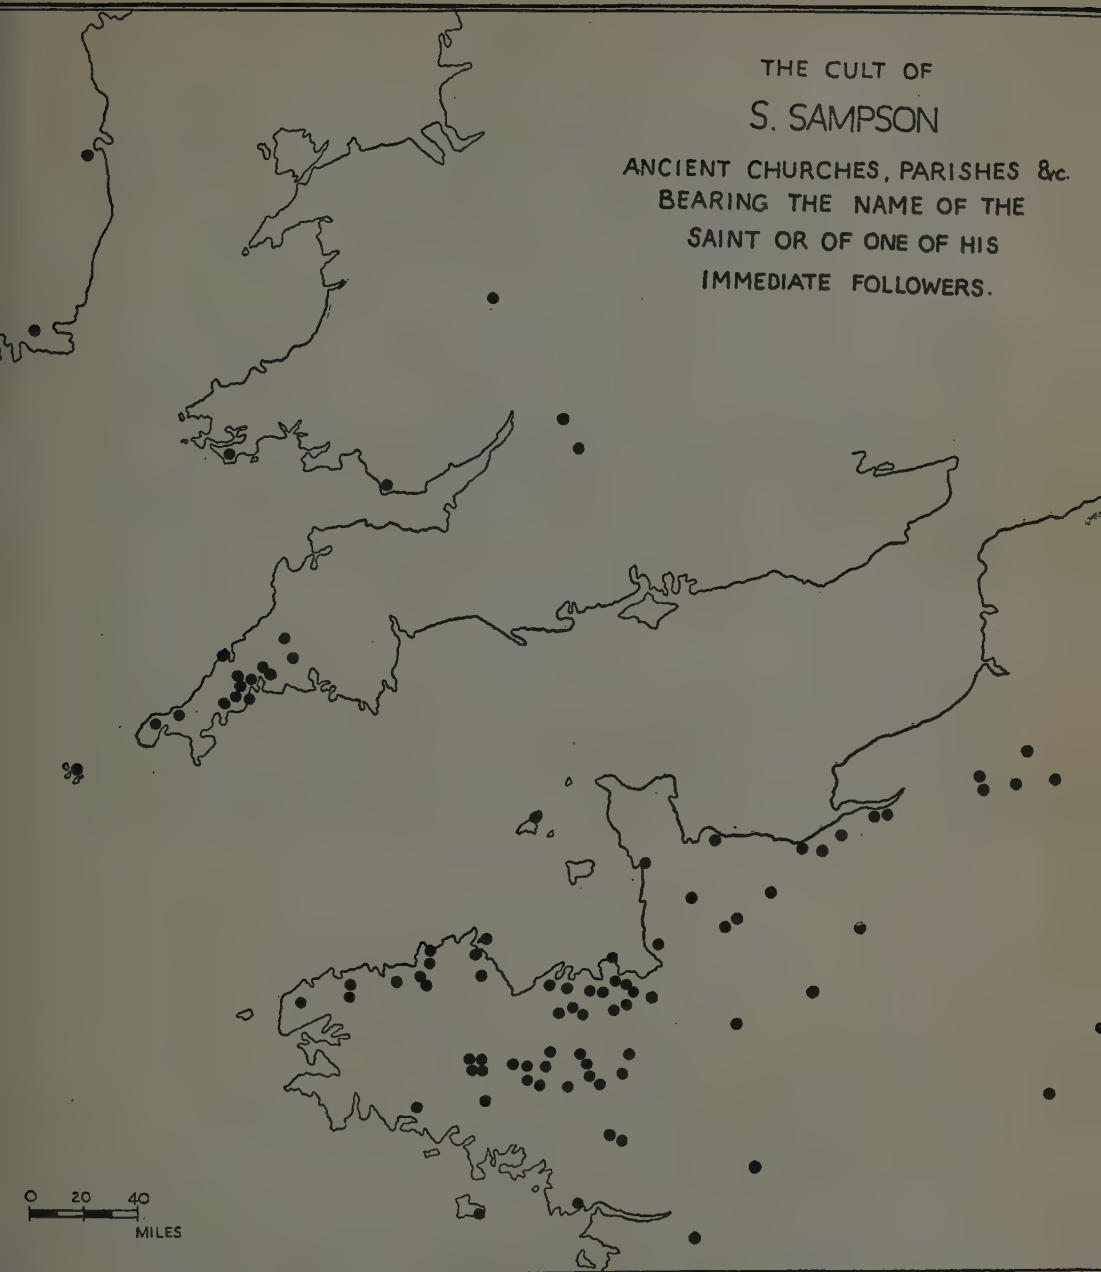 THE CULT OF
S. SAMPSON
ANCIENT CHURCHES, PARISHES &c.
BEARING THE NAME OF THE
SAINT OR OF ONE OF HIS
IMMEDIATE FOLLOWERS.
0 20 40
MILES